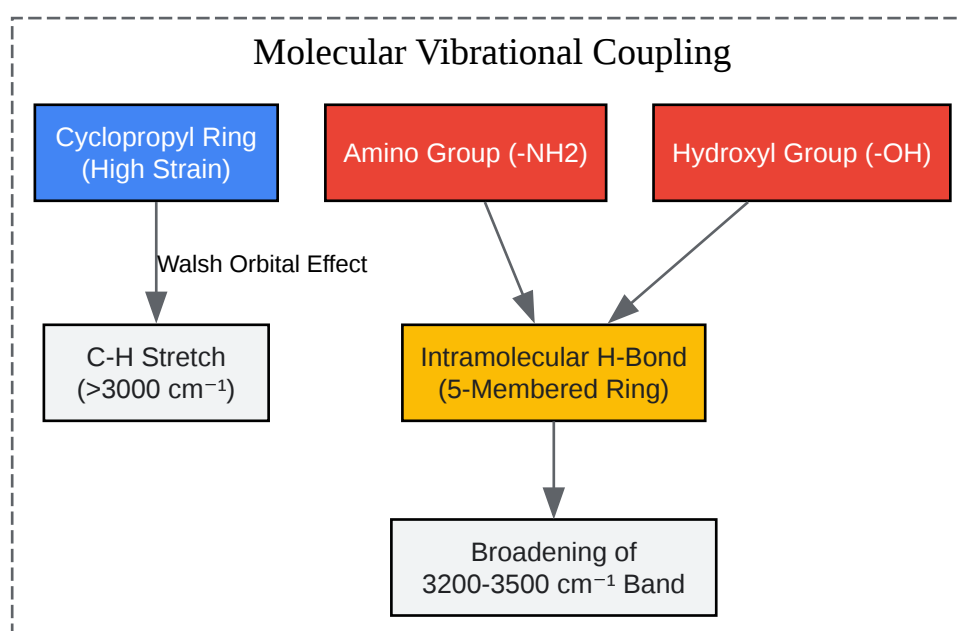 Molecular Vibrational Coupling
Cyclopropyl Ring
(High Strain)
Amino Group (-NH2)
Hydroxyl Group (-OH)
Walsh Orbital Effect
C-H Stretch
(>3000 cm⁻¹)
Intramolecular H-Bond
(5-Membered Ring)
Broadening of
3200-3500 cm⁻¹ Band